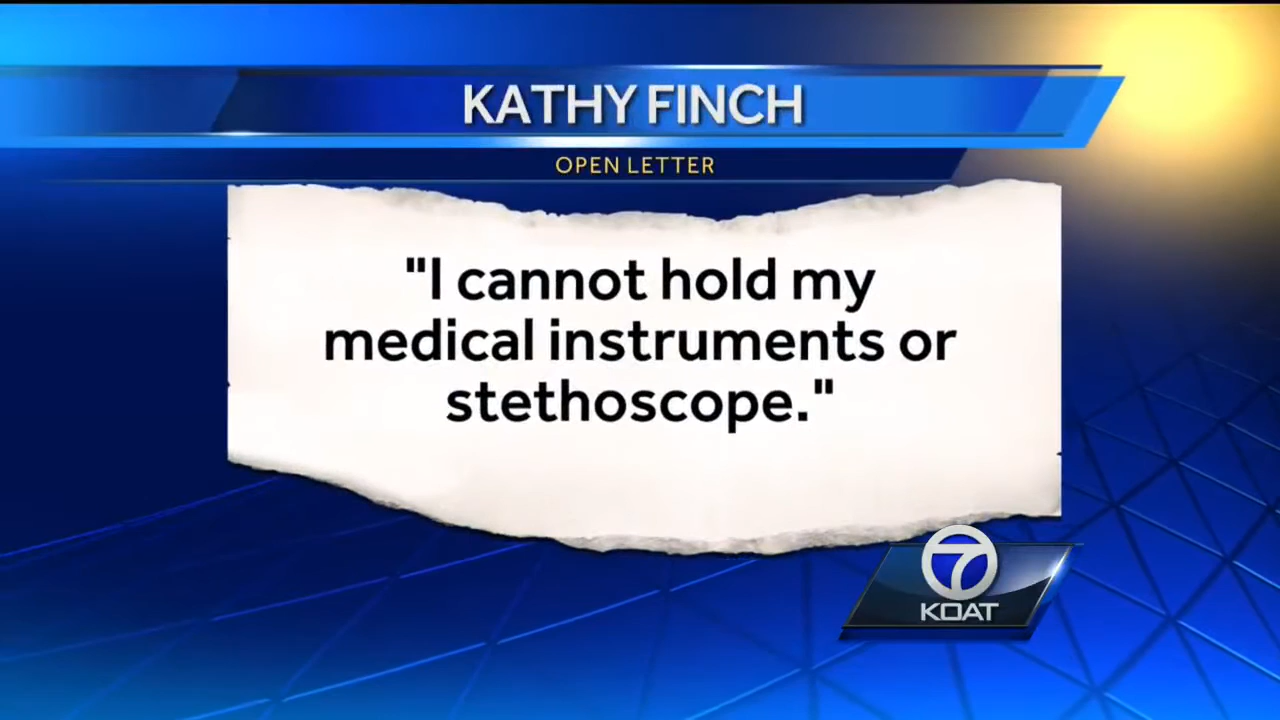 KATHY FINCH
OPEN LETTER
"I cannot hold my
medical instruments or
stethoscope."
7
KOAT